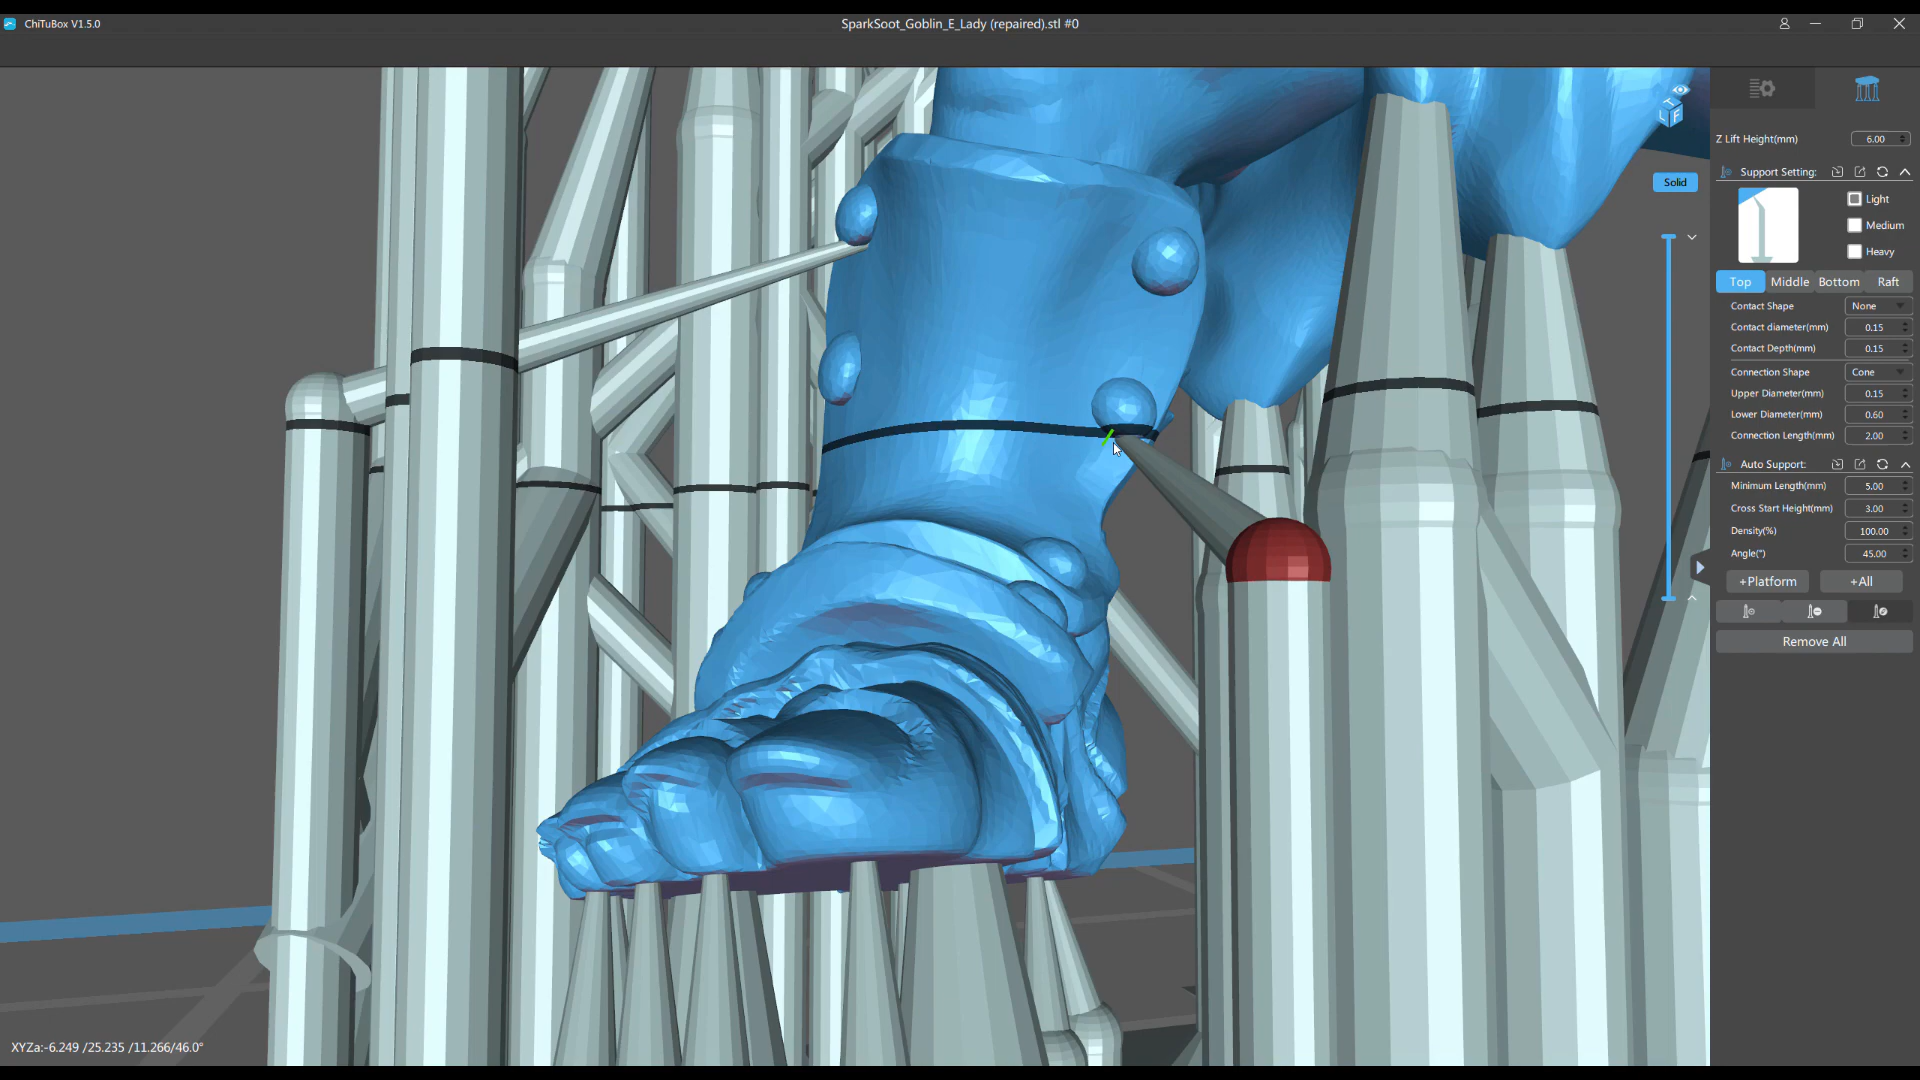 ChiTuBox V1.5.0
SparkSoot_Goblin_E_Lady (repaired).stl #0
Z Lift Height(mm) 6.00
Support Setting:
Light
Medium
Heavy
Solid
Top Middle Bottom Raft
Contact Shape None
Contact diameter(mm) 0.15
Contact Depth(mm) 0.15
Connection Shape Cone
Upper Diameter(mm) 0.15
Lower Diameter(mm) 0.60
Connection Length(mm) 2.00
Auto Support:
Minimum Length(mm) 5.00
Cross Start Height(mm) 3.00
Density(%) 100.00
Angle(°) 45.00
+Platform +All
Remove All
T
L F
XYZa:-6.249 /25.235 /11.266/46.0°